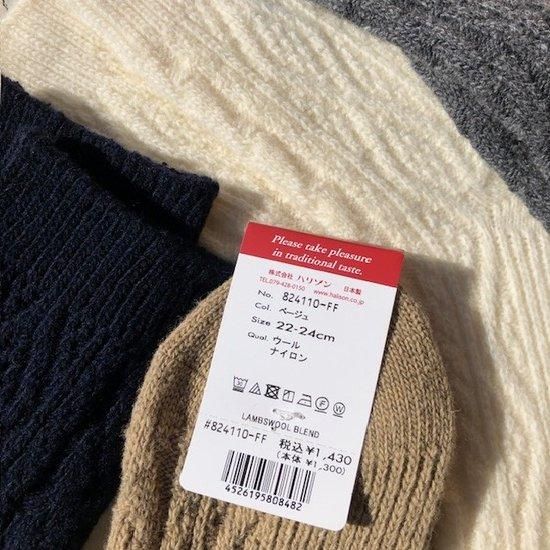 Please take pleasure
in traditional taste.
株式会社 ハリソン 日本製
TEL.079-428-0150 www.halison.co.jp
No. 824110-FF
Col. ベージュ
Size 22-24cm
Qual. ウール
ナイロン
LAMBSWOOL BLEND
#824110-FF 税込¥1,430
(本体 ¥1,300)
4526195808482